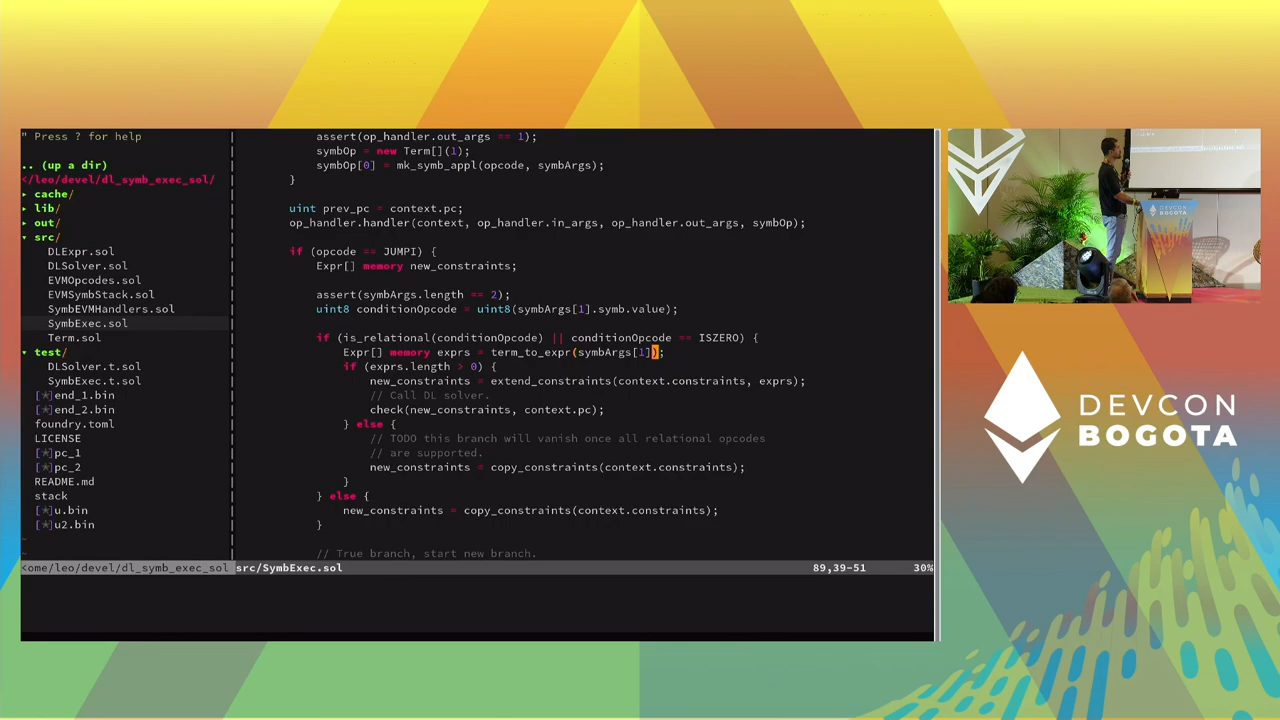 " Press ? for help
.. (up a dir)
</leo/devel/dl_symb_exec_sol/
▸ cache/
▸ lib/
▸ out/
▾ src/
DLExpr.sol
DLSolver.sol
EVMOpcodes.sol
EVMSymbStack.sol
SymbEVMHandlers.sol
SymbExec.sol
Term.sol
▾ test/
DLSolver.t.sol
SymbExec.t.sol
[*]end_1.bin
[*]end_2.bin
foundry.toml
LICENSE
[*]pc_1
[*]pc_2
README.md
stack
[*]u.bin
[*]u2.bin
~
~
<ome/leo/devel/dl_symb_exec_sol
assert(op_handler.out_args == 1);
symbOp = new Term[](1);
symbOp[0] = mk_symb_appl(opcode, symbArgs);
}
uint prev_pc = context.pc;
op_handler.handler(context, op_handler.in_args, op_handler.out_args, symbOp);
if (opcode == JUMPI) {
Expr[] memory new_constraints;
assert(symbArgs.length == 2);
uint8 conditionOpcode = uint8(symbArgs[1].symb.value);
if (is_relational(conditionOpcode) || conditionOpcode == ISZERO) {
Expr[] memory exprs = term_to_expr(symbArgs[1]);
if (exprs.length > 0) {
new_constraints = extend_constraints(context.constraints, exprs);
// Call DL solver.
check(new_constraints, context.pc);
} else {
// TODO this branch will vanish once all relational opcodes
// are supported.
new_constraints = copy_constraints(context.constraints);
}
} else {
new_constraints = copy_constraints(context.constraints);
}
// True branch, start new branch.
src/SymbExec.sol 89,39-51 30%
DEVCON
BOGOTA
DEVCON
BOGOTA